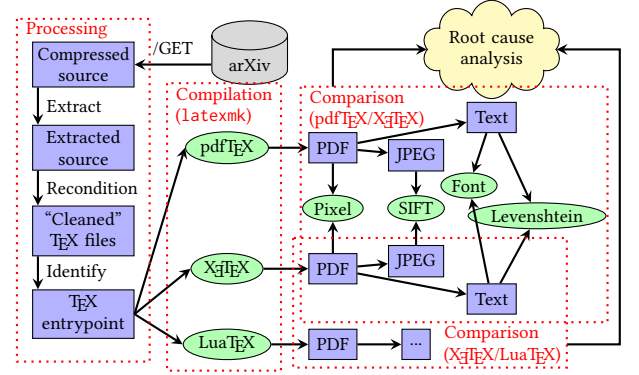 Processing
Compressed
source
Extract
Extracted
source
Recondition
“Cleaned”
TEX files
Identify
TEX
entrypoint
/GET
arXiv
Compilation
(latexmk)
pdfTEX
XƎTEX
LuaTEX
Root cause
analysis
Comparison
(pdfTEX/XƎTEX)
PDF
JPEG
Text
Pixel
SIFT
Font
Levenshtein
PDF
JPEG
Text
PDF
...
Comparison
(XƎTEX/LuaTEX)